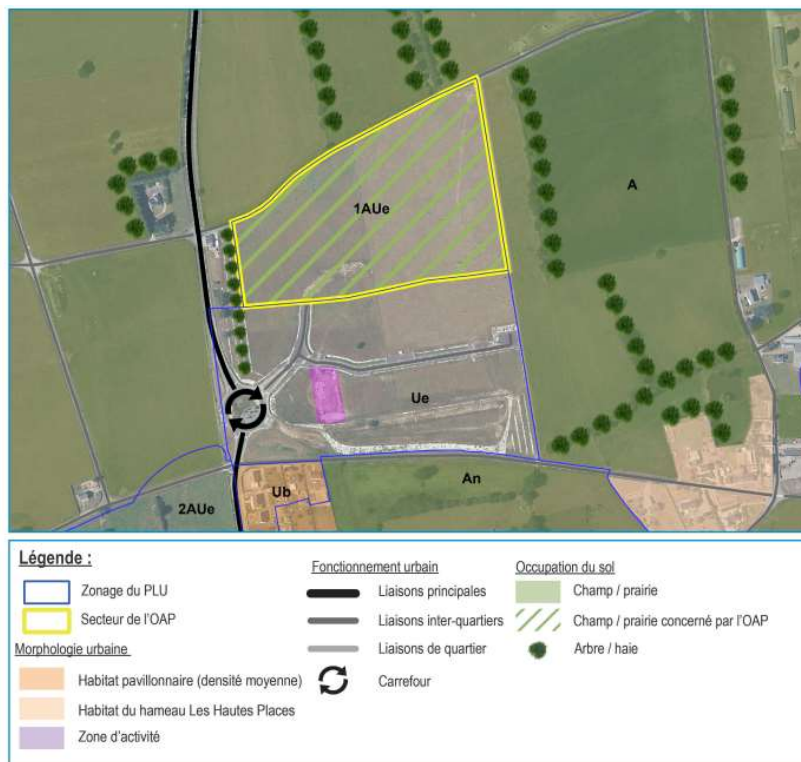 1AUe
A
Ue
An
Ub
2AUe
Légende :
Zonage du PLU
Secteur de l'OAP
Morphologie urbaine
Habitat pavillonnaire (densité moyenne)
Habitat du hameau Les Hautes Places
Zone d'activité
Fonctionnement urbain
Liaisons principales
Liaisons inter-quartiers
Liaisons de quartier
Carrefour
Occupation du sol
Champ / prairie
Champ / prairie concerné par l'OAP
Arbre / haie